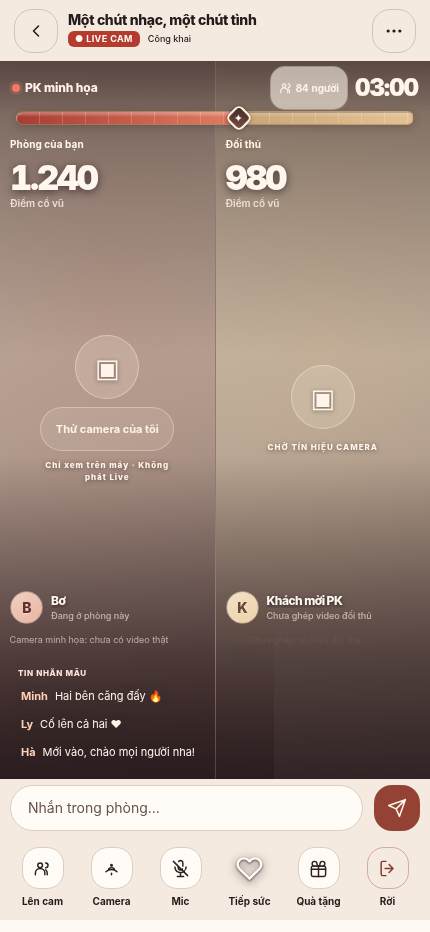 Một chút nhạc, một chút tình
LIVE CAM Công khai
PK minh họa
84 người 03:00
Phòng của bạn
Đối thủ
1.240
980
Điểm cổ vũ
Điểm cổ vũ
Thử camera của tôi
Chỉ xem trên máy · Không
phát Live
CHỜ TÍN HIỆU CAMERA
B Bơ
Đang ở phòng này
K Khách mời PK
Chưa ghép video đối thủ
Camera minh họa: chưa có video thật
TIN NHẮN MẪU
Minh Hai bên căng đấy 🔥
Ly Cố lên cả hai ♥
Hà Mới vào, chào mọi người nha!
Nhắn trong phòng...
Lên cam Camera Mic Tiếp sức Quà tặng Rời